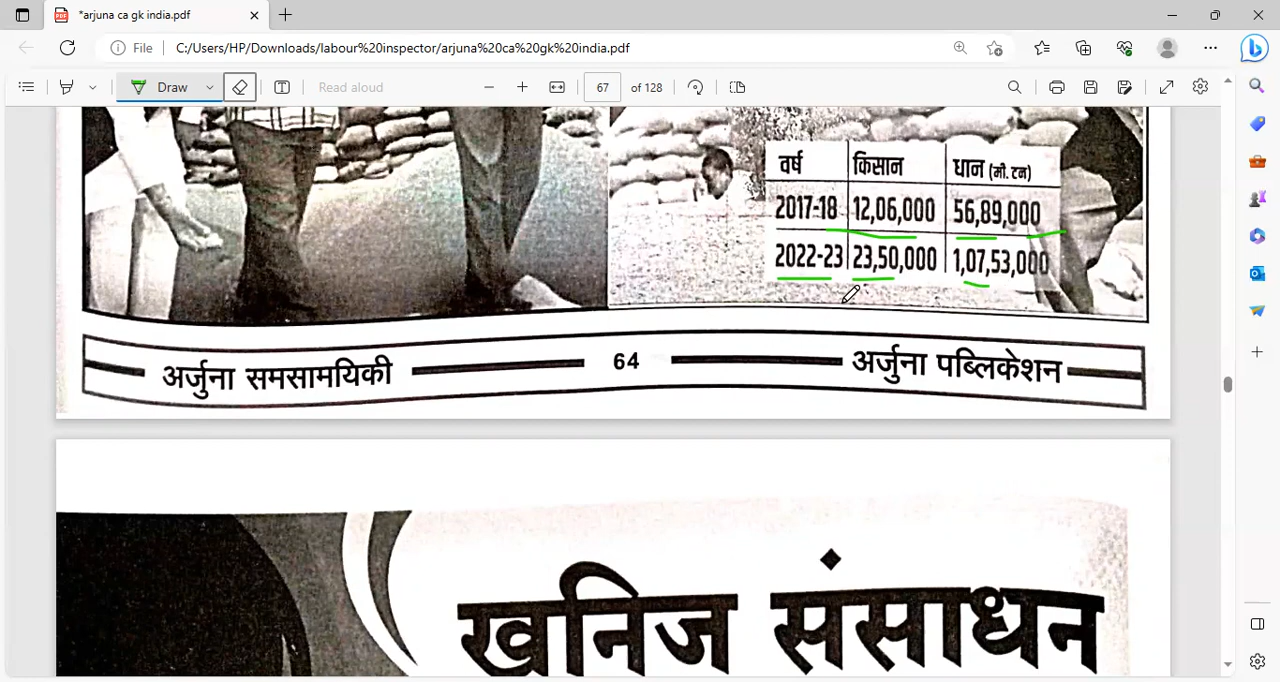 *arjuna ca gk india.pdf
File C:/Users/HP/Downloads/labour%20inspector/arjuna%20ca%20gk%20india.pdf
Draw Read aloud 67 of 128
वर्ष किसान धान (मी. टन)
2017-18 12,06,000 56,89,000
2022-23 23,50,000 1,07,53,000
अर्जुना समसामयिकी 64 अर्जुना पब्लिकेशन
खनिज संसाधन